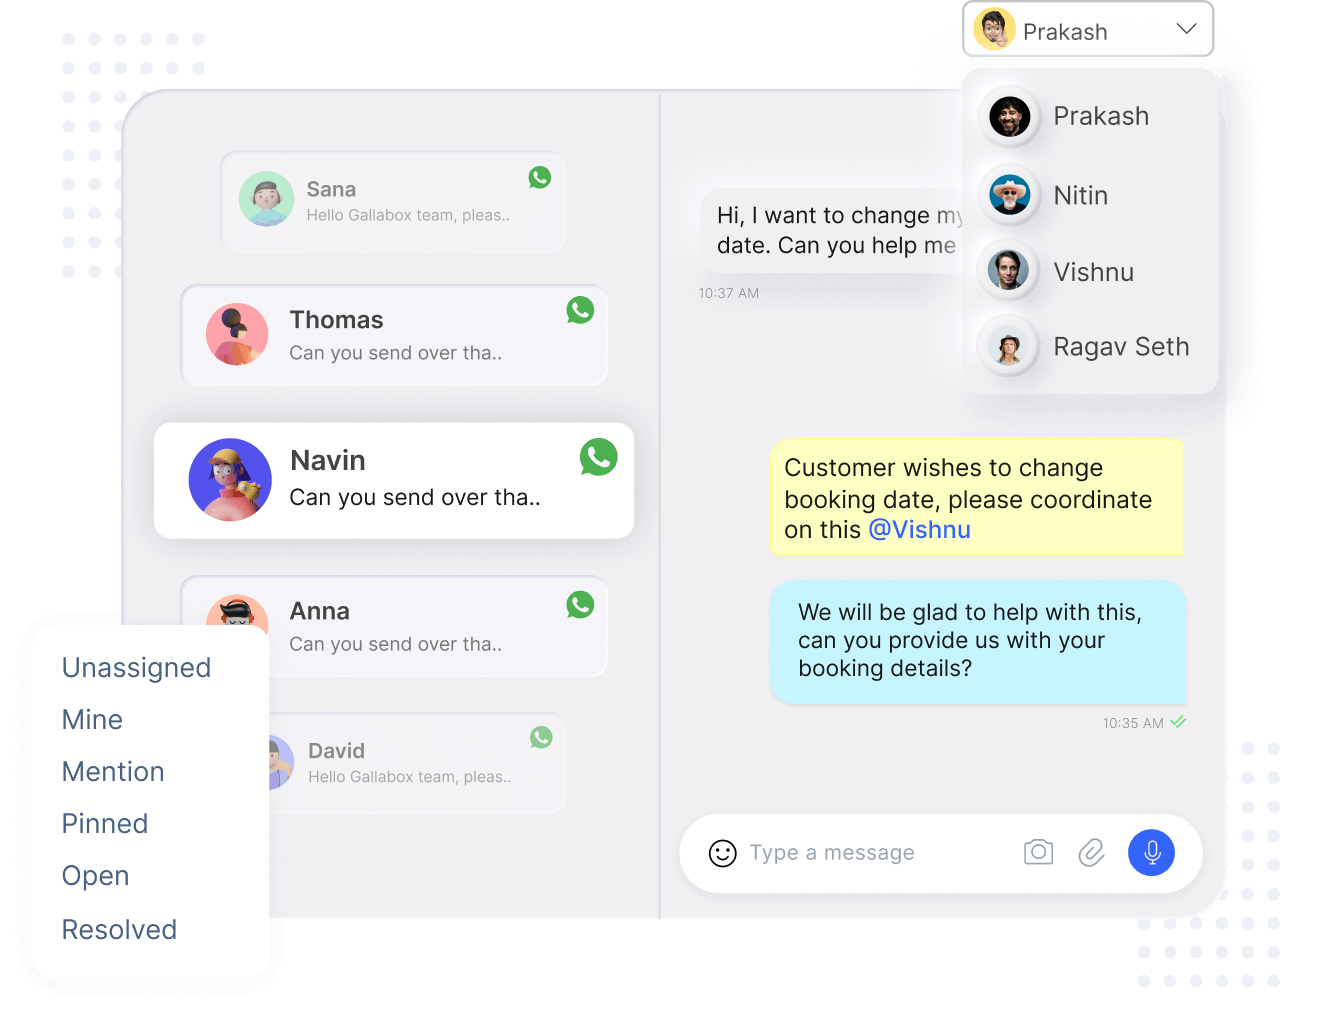 Prakash
Prakash
Nitin
Vishnu
Ragav Seth
Sana
Hello Gallabox team, pleas..
Thomas
Can you send over tha..
Navin
Can you send over tha..
Anna
Can you send over tha..
David
Hello Gallabox team, pleas..
Unassigned
Mine
Mention
Pinned
Open
Resolved
Hi, I want to change my
date. Can you help me
10:37 AM
Customer wishes to change
booking date, please coordinate
on this @Vishnu
We will be glad to help with this,
can you provide us with your
booking details?
10:35 AM
Type a message